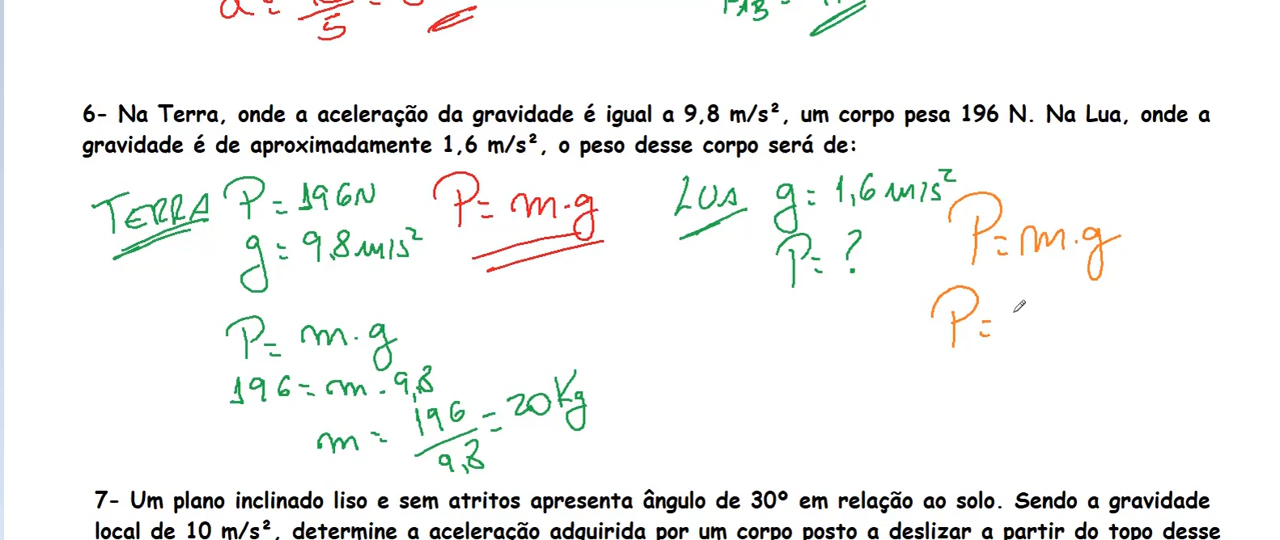 5
6- Na Terra, onde a aceleração da gravidade é igual a 9,8 m/s², um corpo pesa 196 N. Na Lua, onde a
gravidade é de aproximadamente 1,6 m/s², o peso desse corpo será de:
TERRA P = 196N
g = 9,8 m/s²
P = m.g
LUA g = 1,6 m/s²
P = ?
P = m.g
P =
P = m.g
196 = m . 9,8
m = 196/9,8 = 20 Kg
7- Um plano inclinado liso e sem atritos apresenta ângulo de 30º em relação ao solo. Sendo a gravidade
local de 10 m/s², determine a aceleração adquirida por um corpo posto a deslizar a partir do topo desse